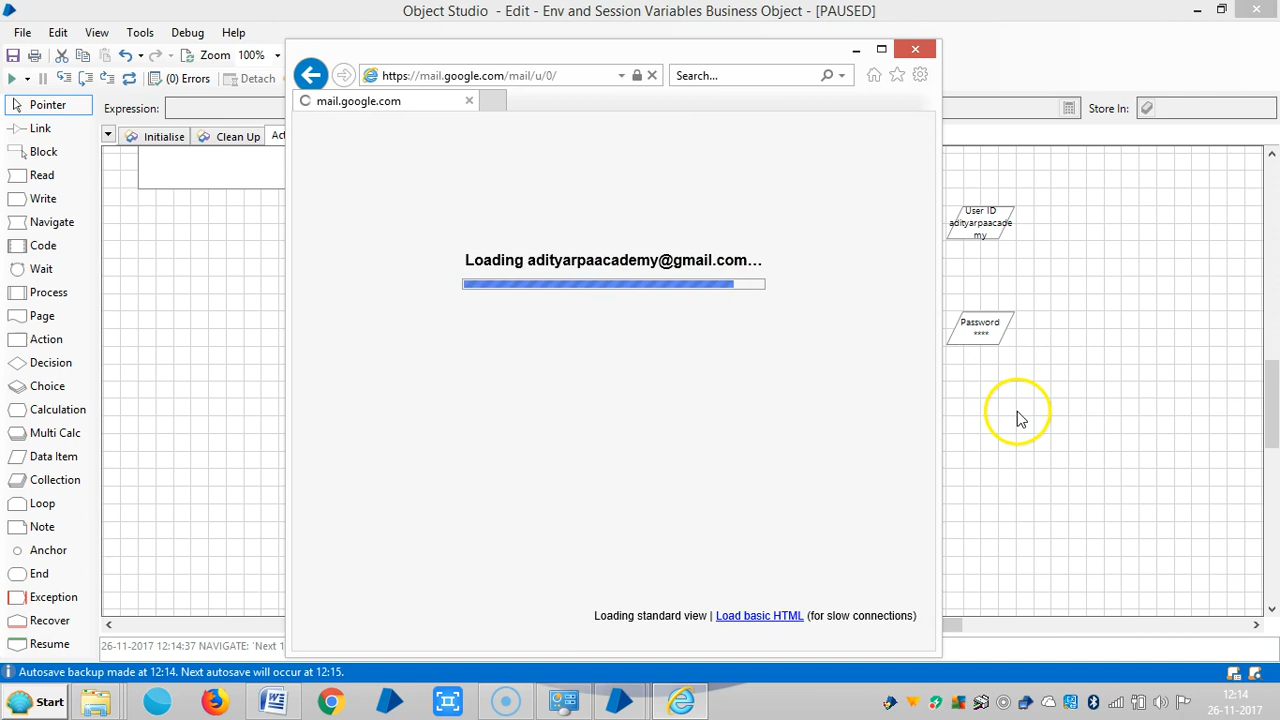 Object Studio - Edit - Env and Session Variables Business Object - [PAUSED]
File Edit View Tools Debug Help
Zoom 100%
(0) Errors
Detach
Pointer
Expression:
Store In:
Initialise
Clean Up
Act
Link
Block
Read
Write
Navigate
Code
Wait
Process
Page
Action
Decision
Choice
Calculation
Multi Calc
Data Item
Collection
Loop
Note
Anchor
End
Exception
Recover
Resume
https://mail.google.com/mail/u/0/
Search...
mail.google.com
Loading adityarpaacademy@gmail.com...
Loading standard view | Load basic HTML (for slow connections)
User ID
adityarpaacade
my
Password
****
26-11-2017 12:14:37 NAVIGATE: 'Next 1
Autosave backup made at 12:14. Next autosave will occur at 12:15.
Start
12:14
26-11-2017